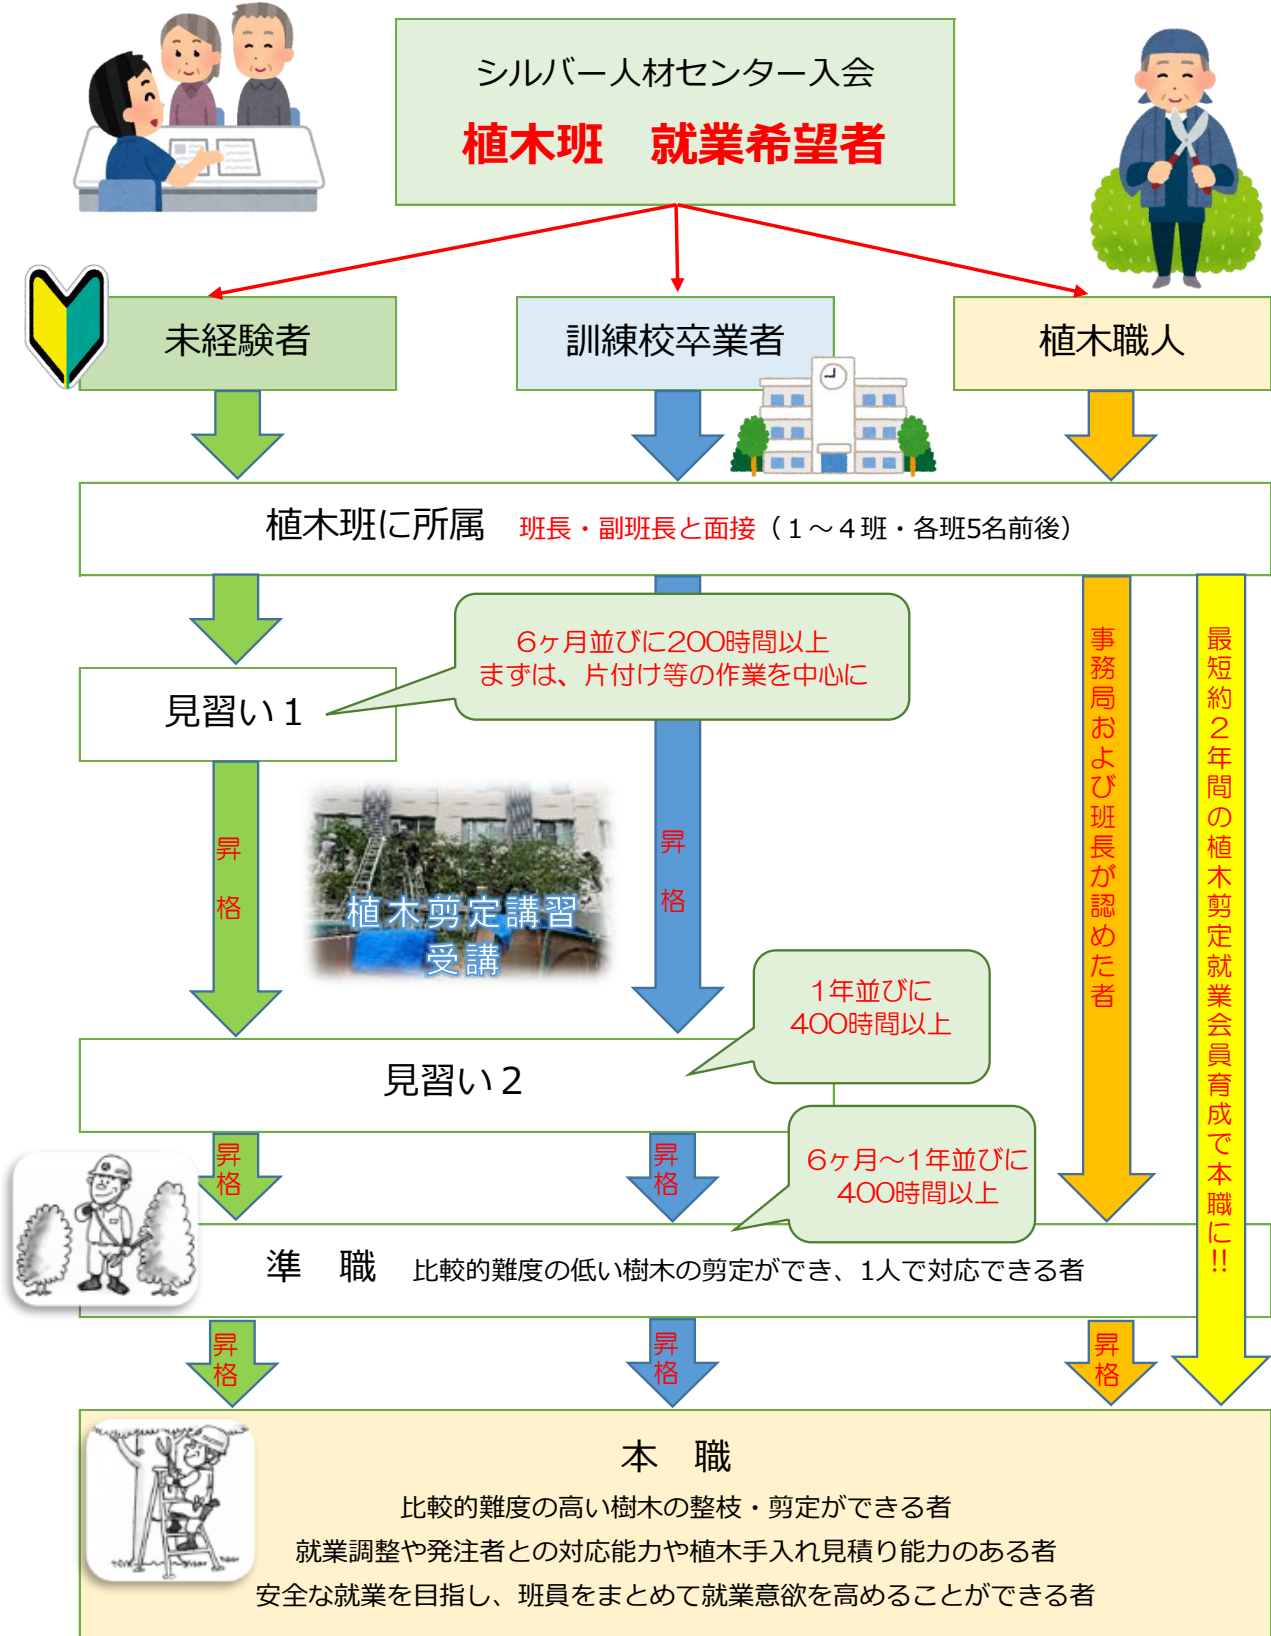 シルバー人材センター入会
植木班　就業希望者
未経験者
訓練校卒業者
植木職人
植木班に所属　班長・副班長と面接（１～４班・各班5名前後）
6ヶ月並びに200時間以上
まずは、片付け等の作業を中心に
見習い１
事務局および班長が認めた者
最短約２年間の植木剪定就業会員育成で本職に!!
昇格
植木剪定講習
受講
昇格
1年並びに
400時間以上
見習い２
昇格
昇格
6ヶ月～1年並びに
400時間以上
準　職　比較的難度の低い樹木の剪定ができ、1人で対応できる者
昇格
昇格
昇格
本　職
比較的難度の高い樹木の整枝・剪定ができる者
就業調整や発注者との対応能力や植木手入れ見積り能力のある者
安全な就業を目指し、班員をまとめて就業意欲を高めることができる者